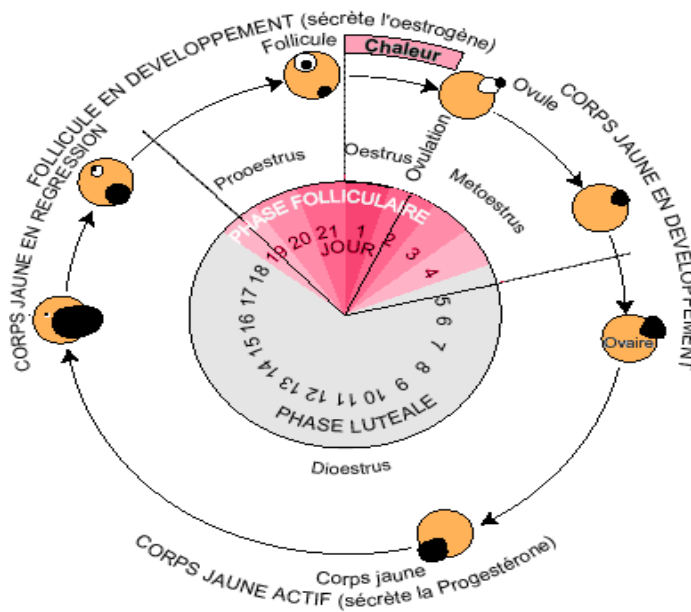 FOLLICULE EN DEVELOPPEMENT (sécrète l'oestrogène)
Follicule
Chaleur
Ovule
CORPS JAUNE EN DEVELOPPEMENT
CORPS JAUNE EN REGRESSION
Prooestrus
Oestrus
Ovulation
Metoestrus
PHASE FOLLICULAIRE
JOUR
1
2
3
4
5
6
7
8
9
10
11
12
13
14
15
16
17
18
19
20
21
Ovaire
PHASE LUTEALE
Dioestrus
Corps jaune
CORPS JAUNE ACTIF (sécrète la Progestérone)